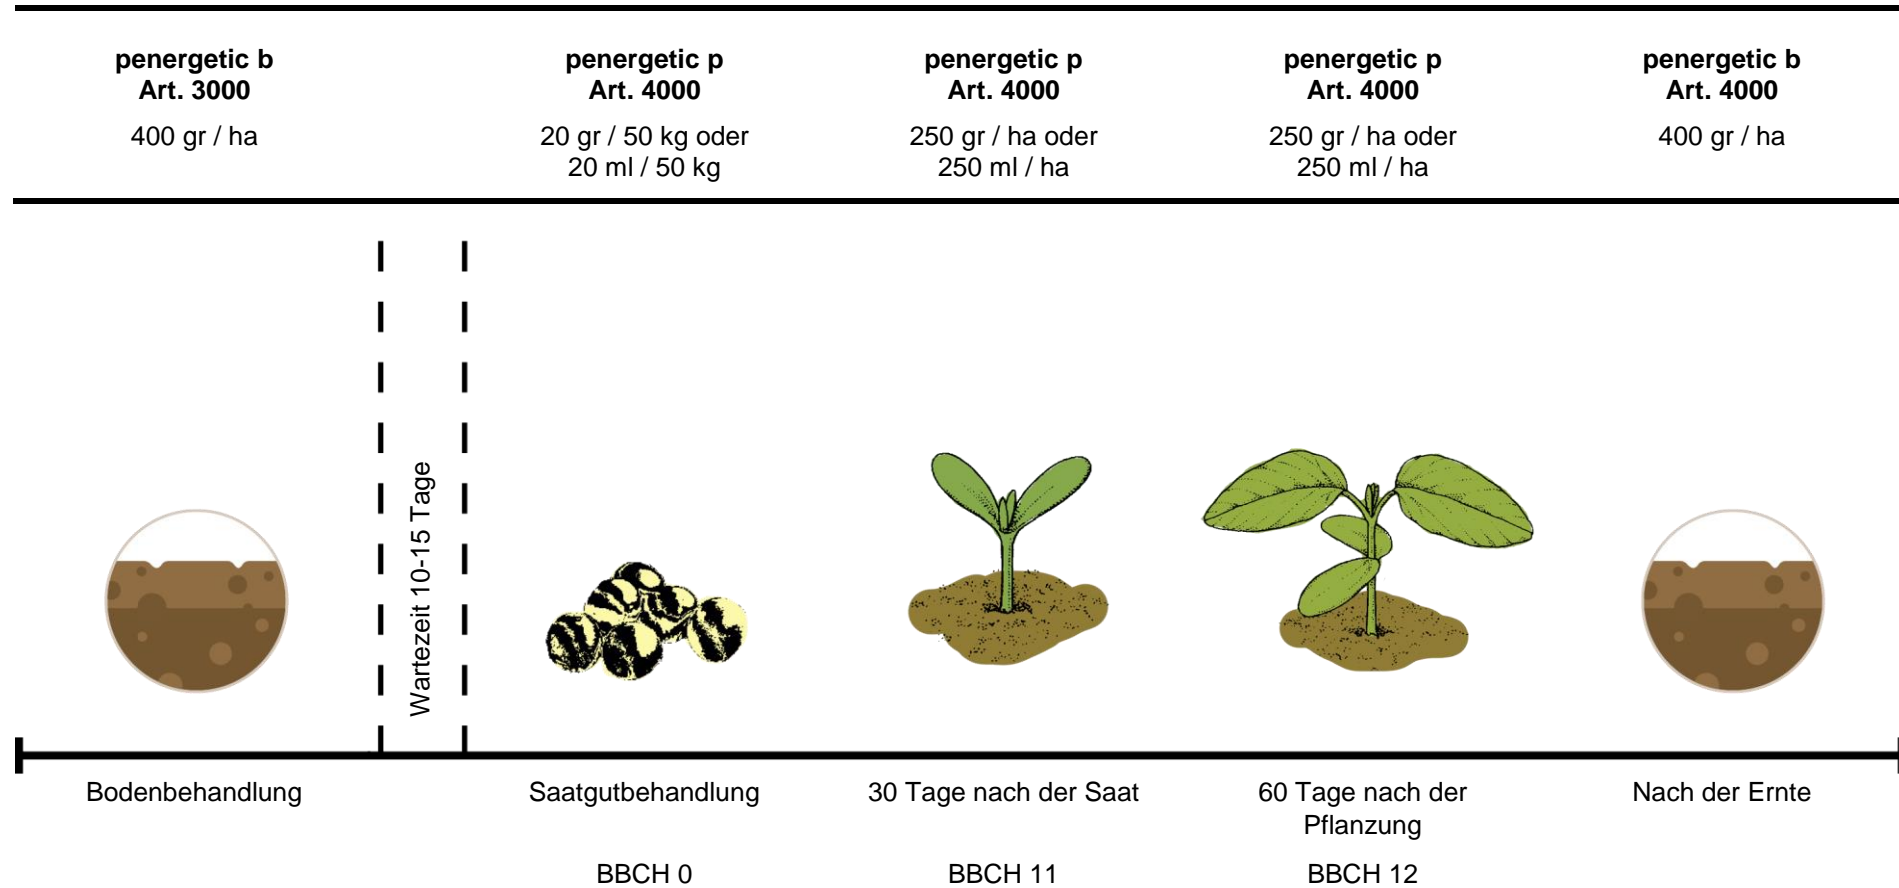 penergetic b
Art. 3000
400 gr / ha
penergetic p
Art. 4000
20 gr / 50 kg oder
20 ml / 50 kg
penergetic p
Art. 4000
250 gr / ha oder
250 ml / ha
penergetic p
Art. 4000
250 gr / ha oder
250 ml / ha
penergetic b
Art. 4000
400 gr / ha
Wartezeit 10-15 Tage
Bodenbehandlung
Saatgutbehandlung
BBCH 0
30 Tage nach der Saat
BBCH 11
60 Tage nach der
Pflanzung
BBCH 12
Nach der Ernte